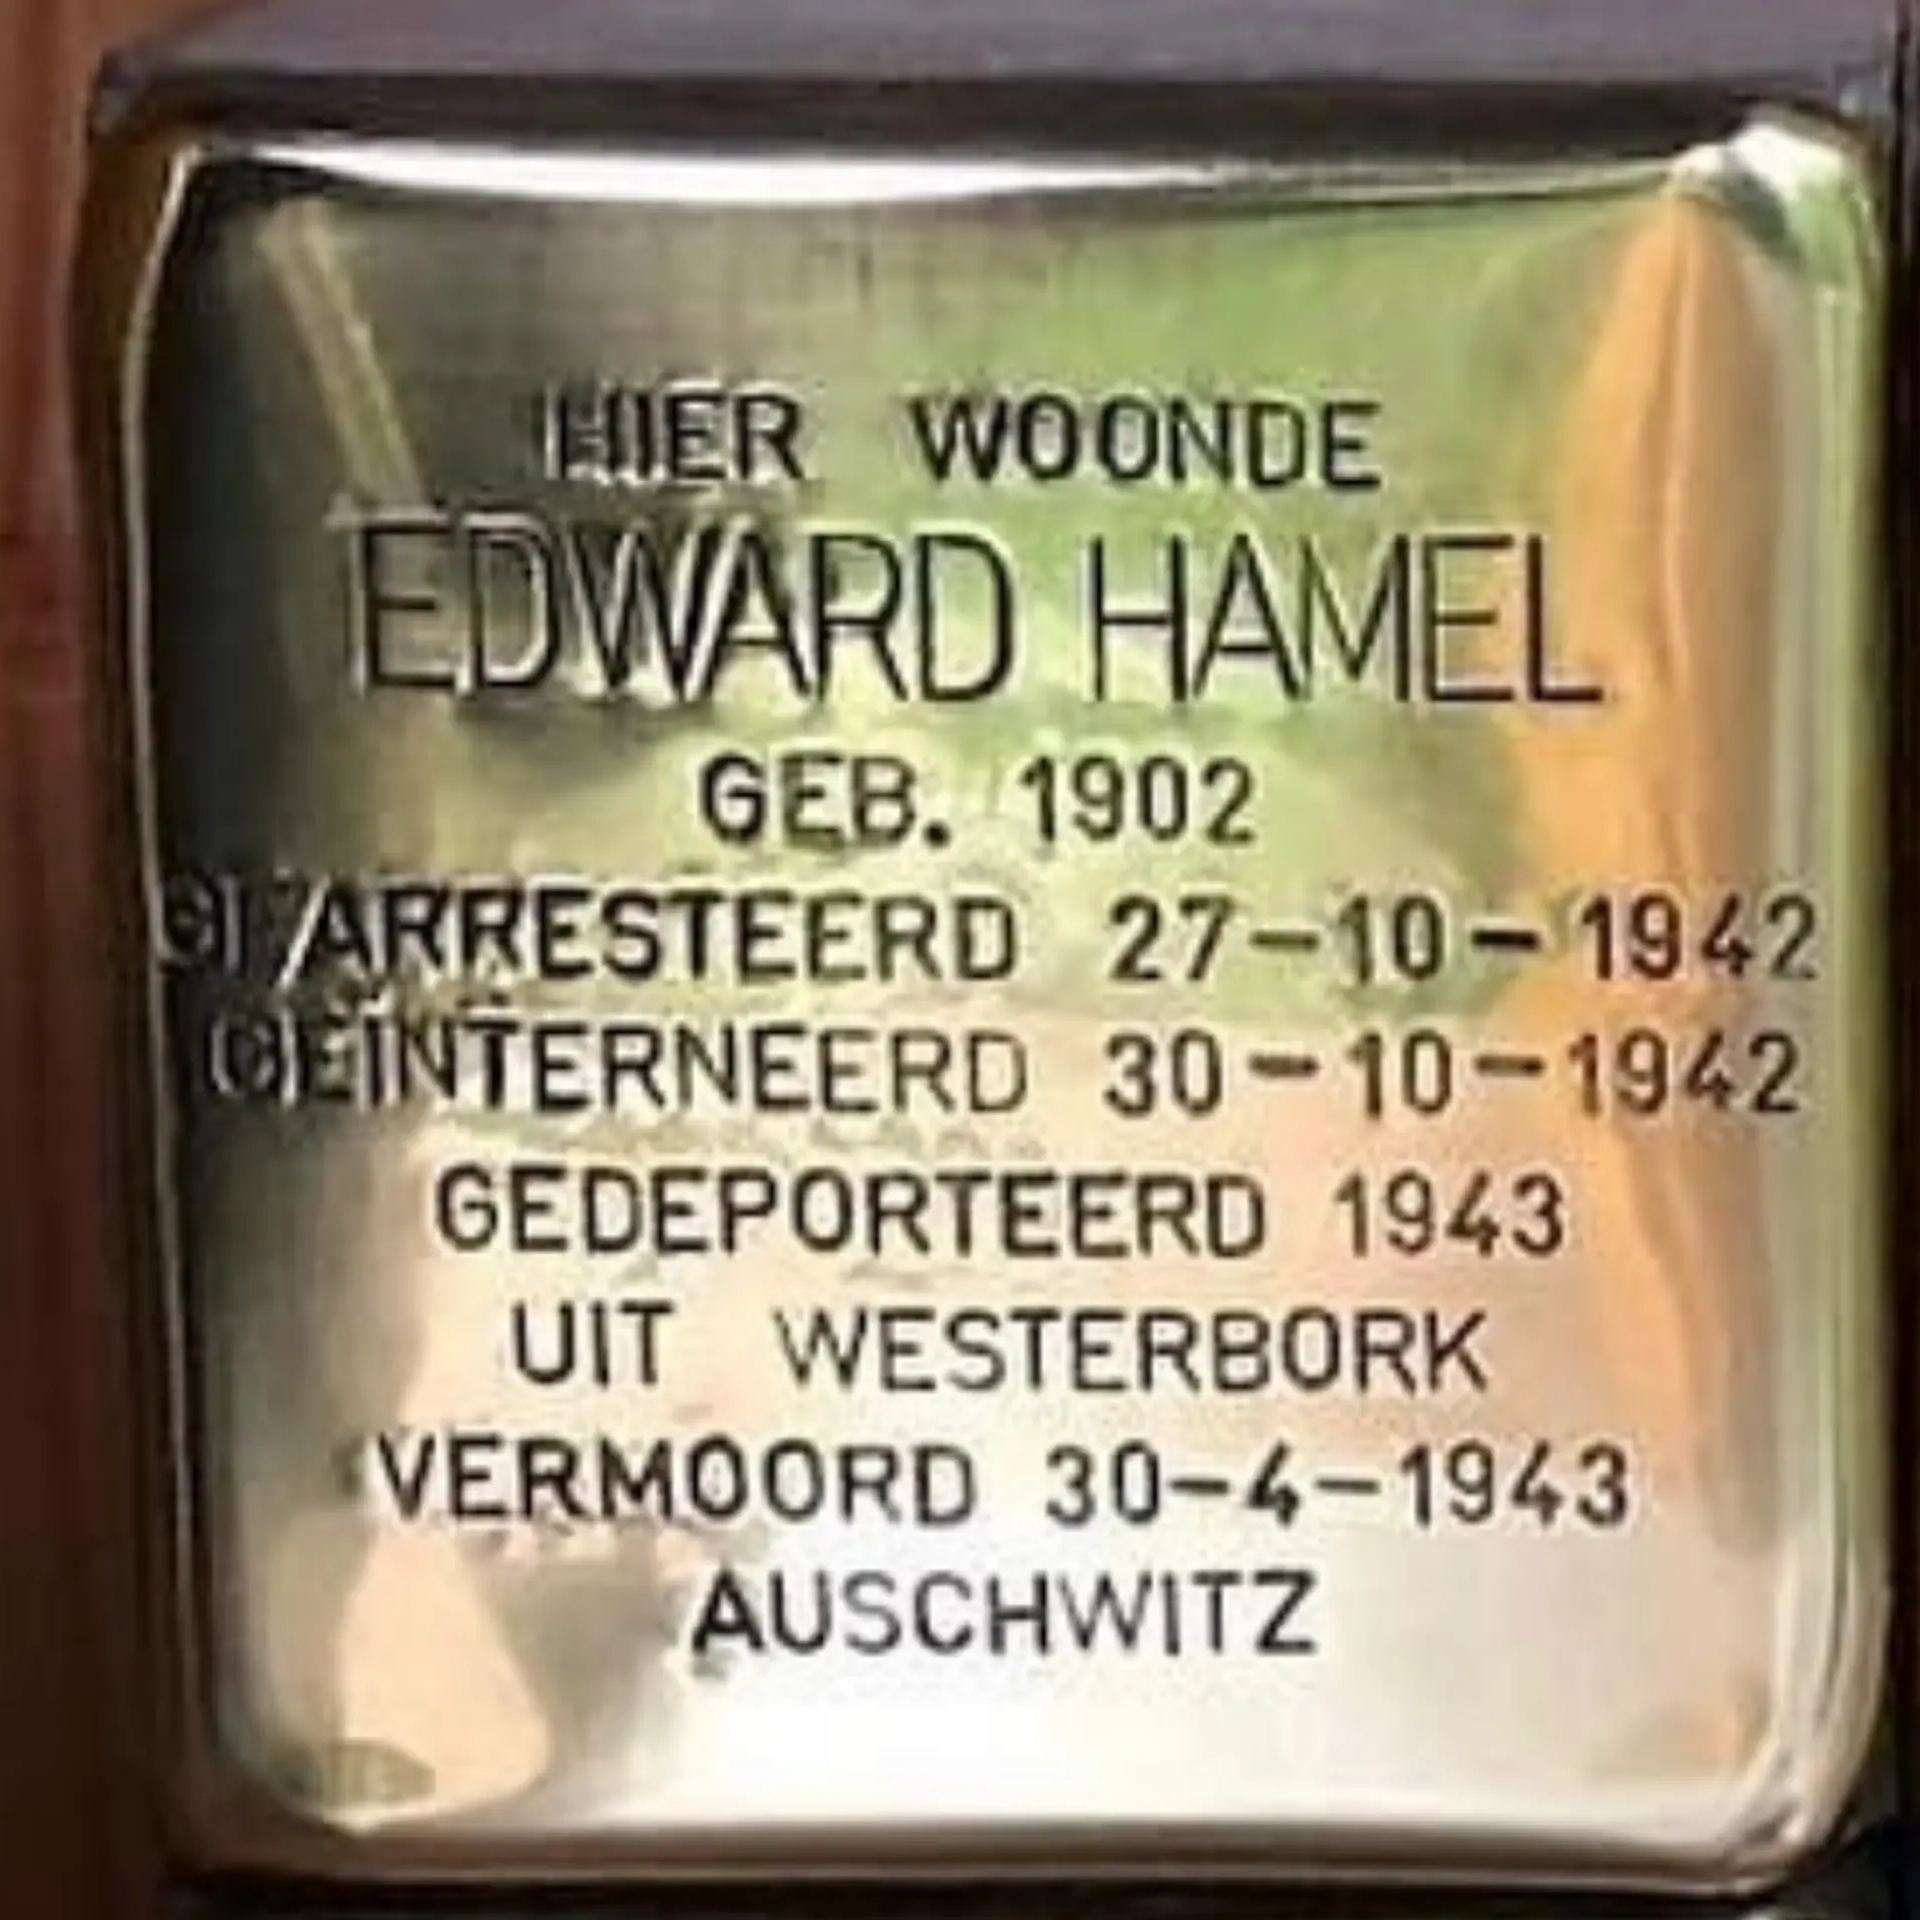 HIER WOONDE
EDWARD HAMEL
GEB. 1902
GEARRESTEERD 27-10-1942
GEÏNTERNEERD 30-10-1942
GEDEPORTEERD 1943
UIT WESTERBORK
VERMOORD 30-4-1943
AUSCHWITZ